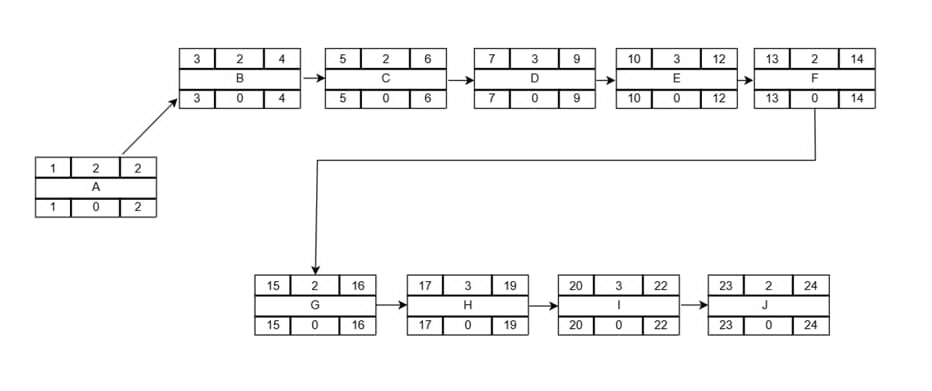 3 2 4
B
3 0 4
5 2 6
C
5 0 6
7 3 9
D
7 0 9
10 3 12
E
10 0 12
13 2 14
F
13 0 14
1 2 2
A
1 0 2
15 2 16
G
15 0 16
17 3 19
H
17 0 19
20 3 22
I
20 0 22
23 2 24
J
23 0 24